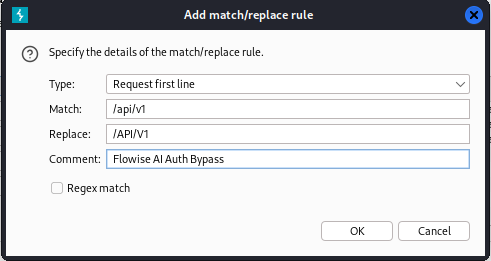 Add match/replace rule
Specify the details of the match/replace rule.
Type: Request first line
Match: /api/v1
Replace: /API/V1
Comment: Flowise AI Auth Bypass
Regex match
OK Cancel